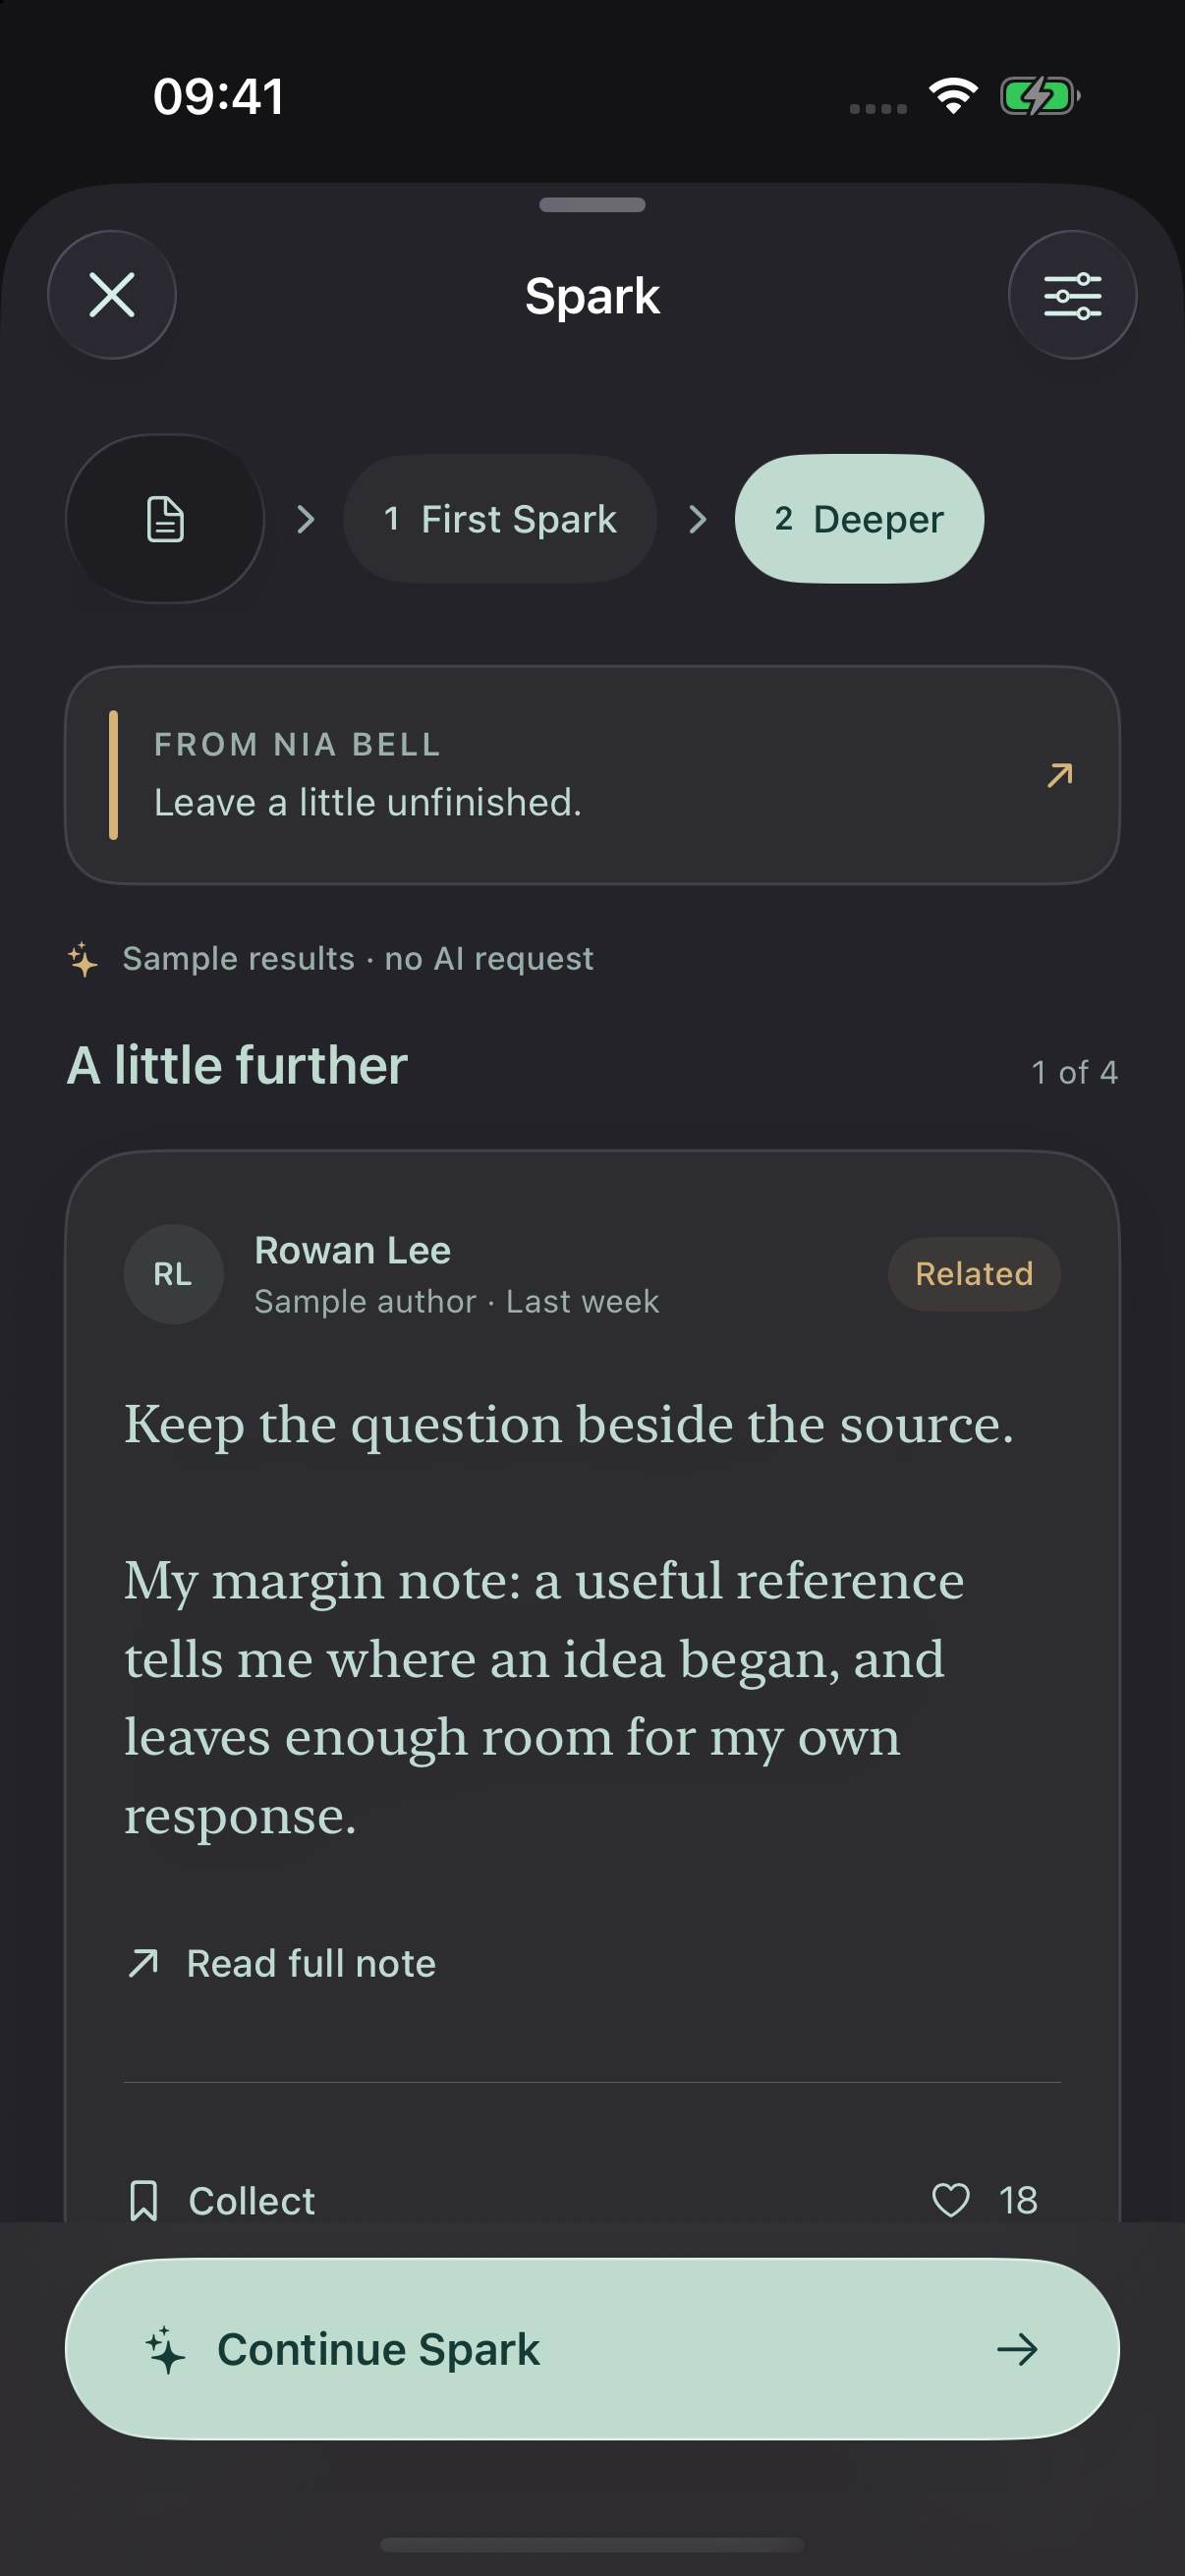 09:41
Spark
1 First Spark
2 Deeper
FROM NIA BELL
Leave a little unfinished.
Sample results · no AI request
A little further
1 of 4
RL
Rowan Lee
Sample author · Last week
Related
Keep the question beside the source.
My margin note: a useful reference
tells me where an idea began, and
leaves enough room for my own
response.
Read full note
Collect
18
Continue Spark